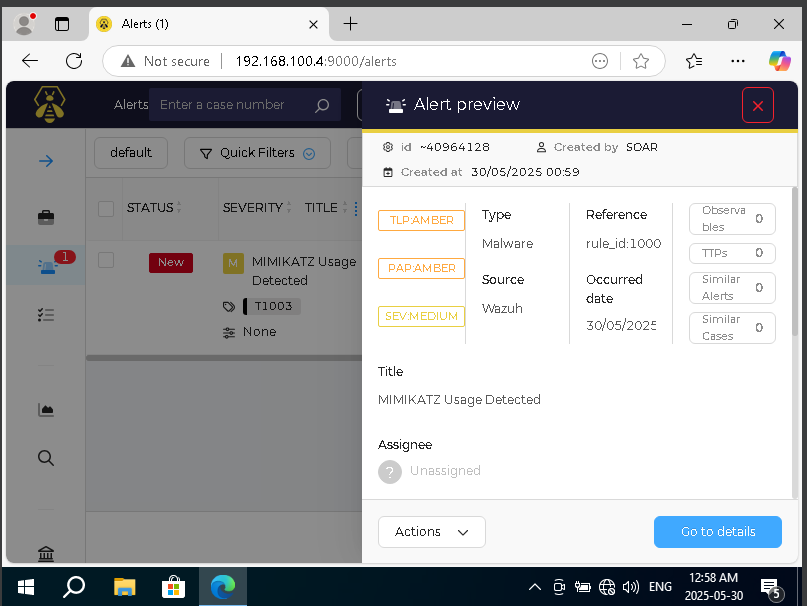 Alerts (1)
Not secure
192.168.100.4:9000/alerts
Alerts
Enter a case number
default
Quick Filters
STATUS
SEVERITY
TITLE
1
New
M
MIMIKATZ Usage
Detected
T1003
None
Alert preview
id ~40964128
Created by SOAR
Created at 30/05/2025 00:59
TLP:AMBER
PAP:AMBER
SEV:MEDIUM
Type
Malware
Source
Wazuh
Reference
rule_id:1000
Occurred
date
30/05/2025
Observa
bles
0
TTPs 0
Similar
Alerts
0
Similar
Cases
0
Title
MIMIKATZ Usage Detected
Assignee
?
Unassigned
Actions
Go to details
ENG
12:58 AM
2025-05-30
5